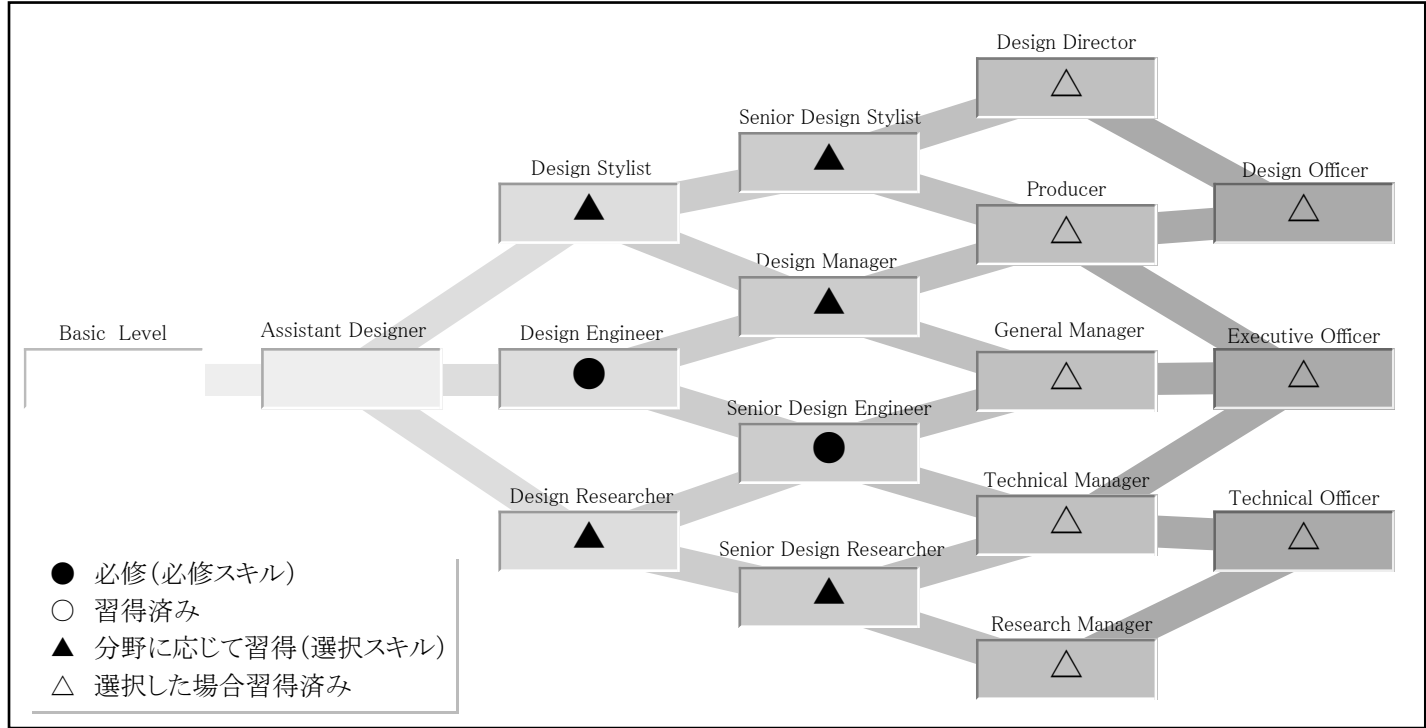 Design Director
Senior Design Stylist
Design Stylist
Producer
Design Officer
Design Manager
Basic Level
Assistant Designer
Design Engineer
General Manager
Executive Officer
Senior Design Engineer
Design Researcher
Technical Manager
Technical Officer
Senior Design Researcher
Research Manager
● 必修(必修スキル)
○ 習得済み
▲ 分野に応じて習得(選択スキル)
△ 選択した場合習得済み